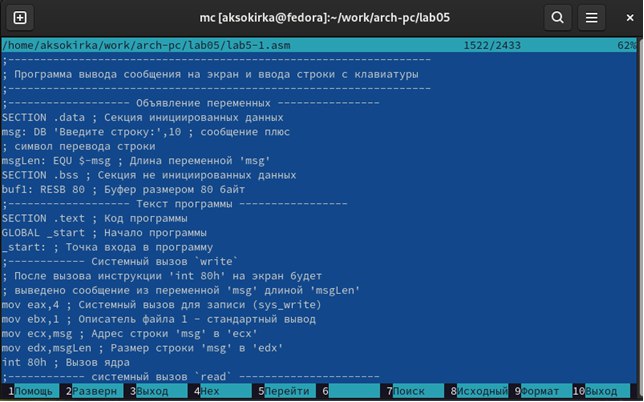 mc [aksokirka@fedora]:~/work/arch-pc/lab05
/home/aksokirka/work/arch-pc/lab05/lab5-1.asm 1522/2433 62%
;------------------------------------------------------------
; Программа вывода сообщения на экран и ввода строки с клавиатуры
;------------------------------------------------------------
;------------------- Объявление переменных ---------------
SECTION .data ; Секция инициированных данных
msg: DB 'Введите строку:',10 ; сообщение плюс
; символ перевода строки
msgLen: EQU $-msg ; Длина переменной 'msg'
SECTION .bss ; Секция не инициированных данных
buf1: RESB 80 ; Буфер размером 80 байт
;------------------- Текст программы -----------------
SECTION .text ; Код программы
GLOBAL _start ; Начало программы
_start: ; Точка входа в программу
;------------ Cистемный вызов `write`
; После вызова инструкции 'int 80h' на экран будет
; выведено сообщение из переменной 'msg' длиной 'msgLen'
mov eax,4 ; Системный вызов для записи (sys_write)
mov ebx,1 ; Описатель файла 1 - стандартный вывод
mov ecx,msg ; Адрес строки 'msg' в 'ecx'
mov edx,msgLen ; Размер строки 'msg' в 'edx'
int 80h ; Вызов ядра
;------------ системный вызов `read` ----------------------
1Помощь 2Разверн 3Выход 4Hex 5Перейти 6 7Поиск 8Исходный 9Формат 10Выход